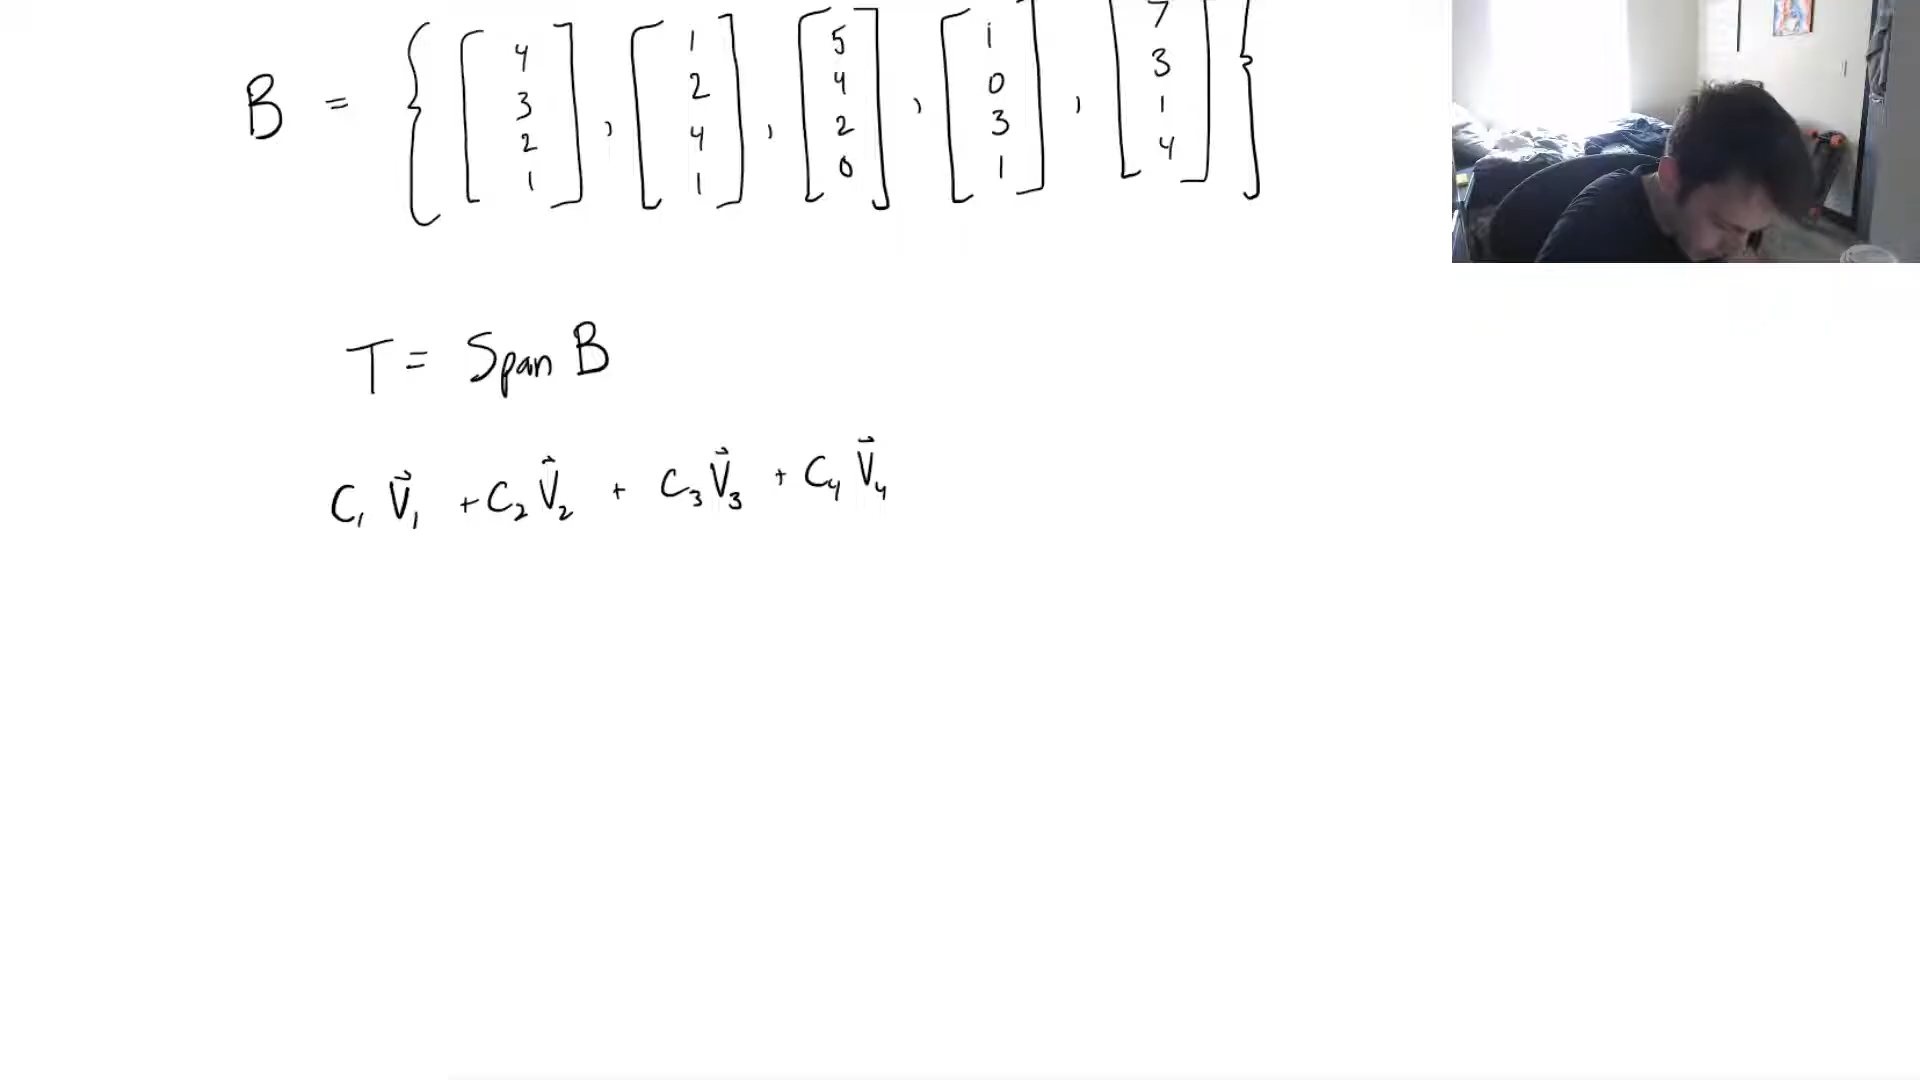 B = { [ 4 3 2 1 ] , [ 1 2 4 1 ] , [ 5 4 2 0 ] , [ 1 0 3 1 ] , [ 7 3 1 4 ] }
T = Span B
C₁ V⃗₁ + C₂ V⃗₂ + C₃ V⃗₃ + C₄ V⃗₄